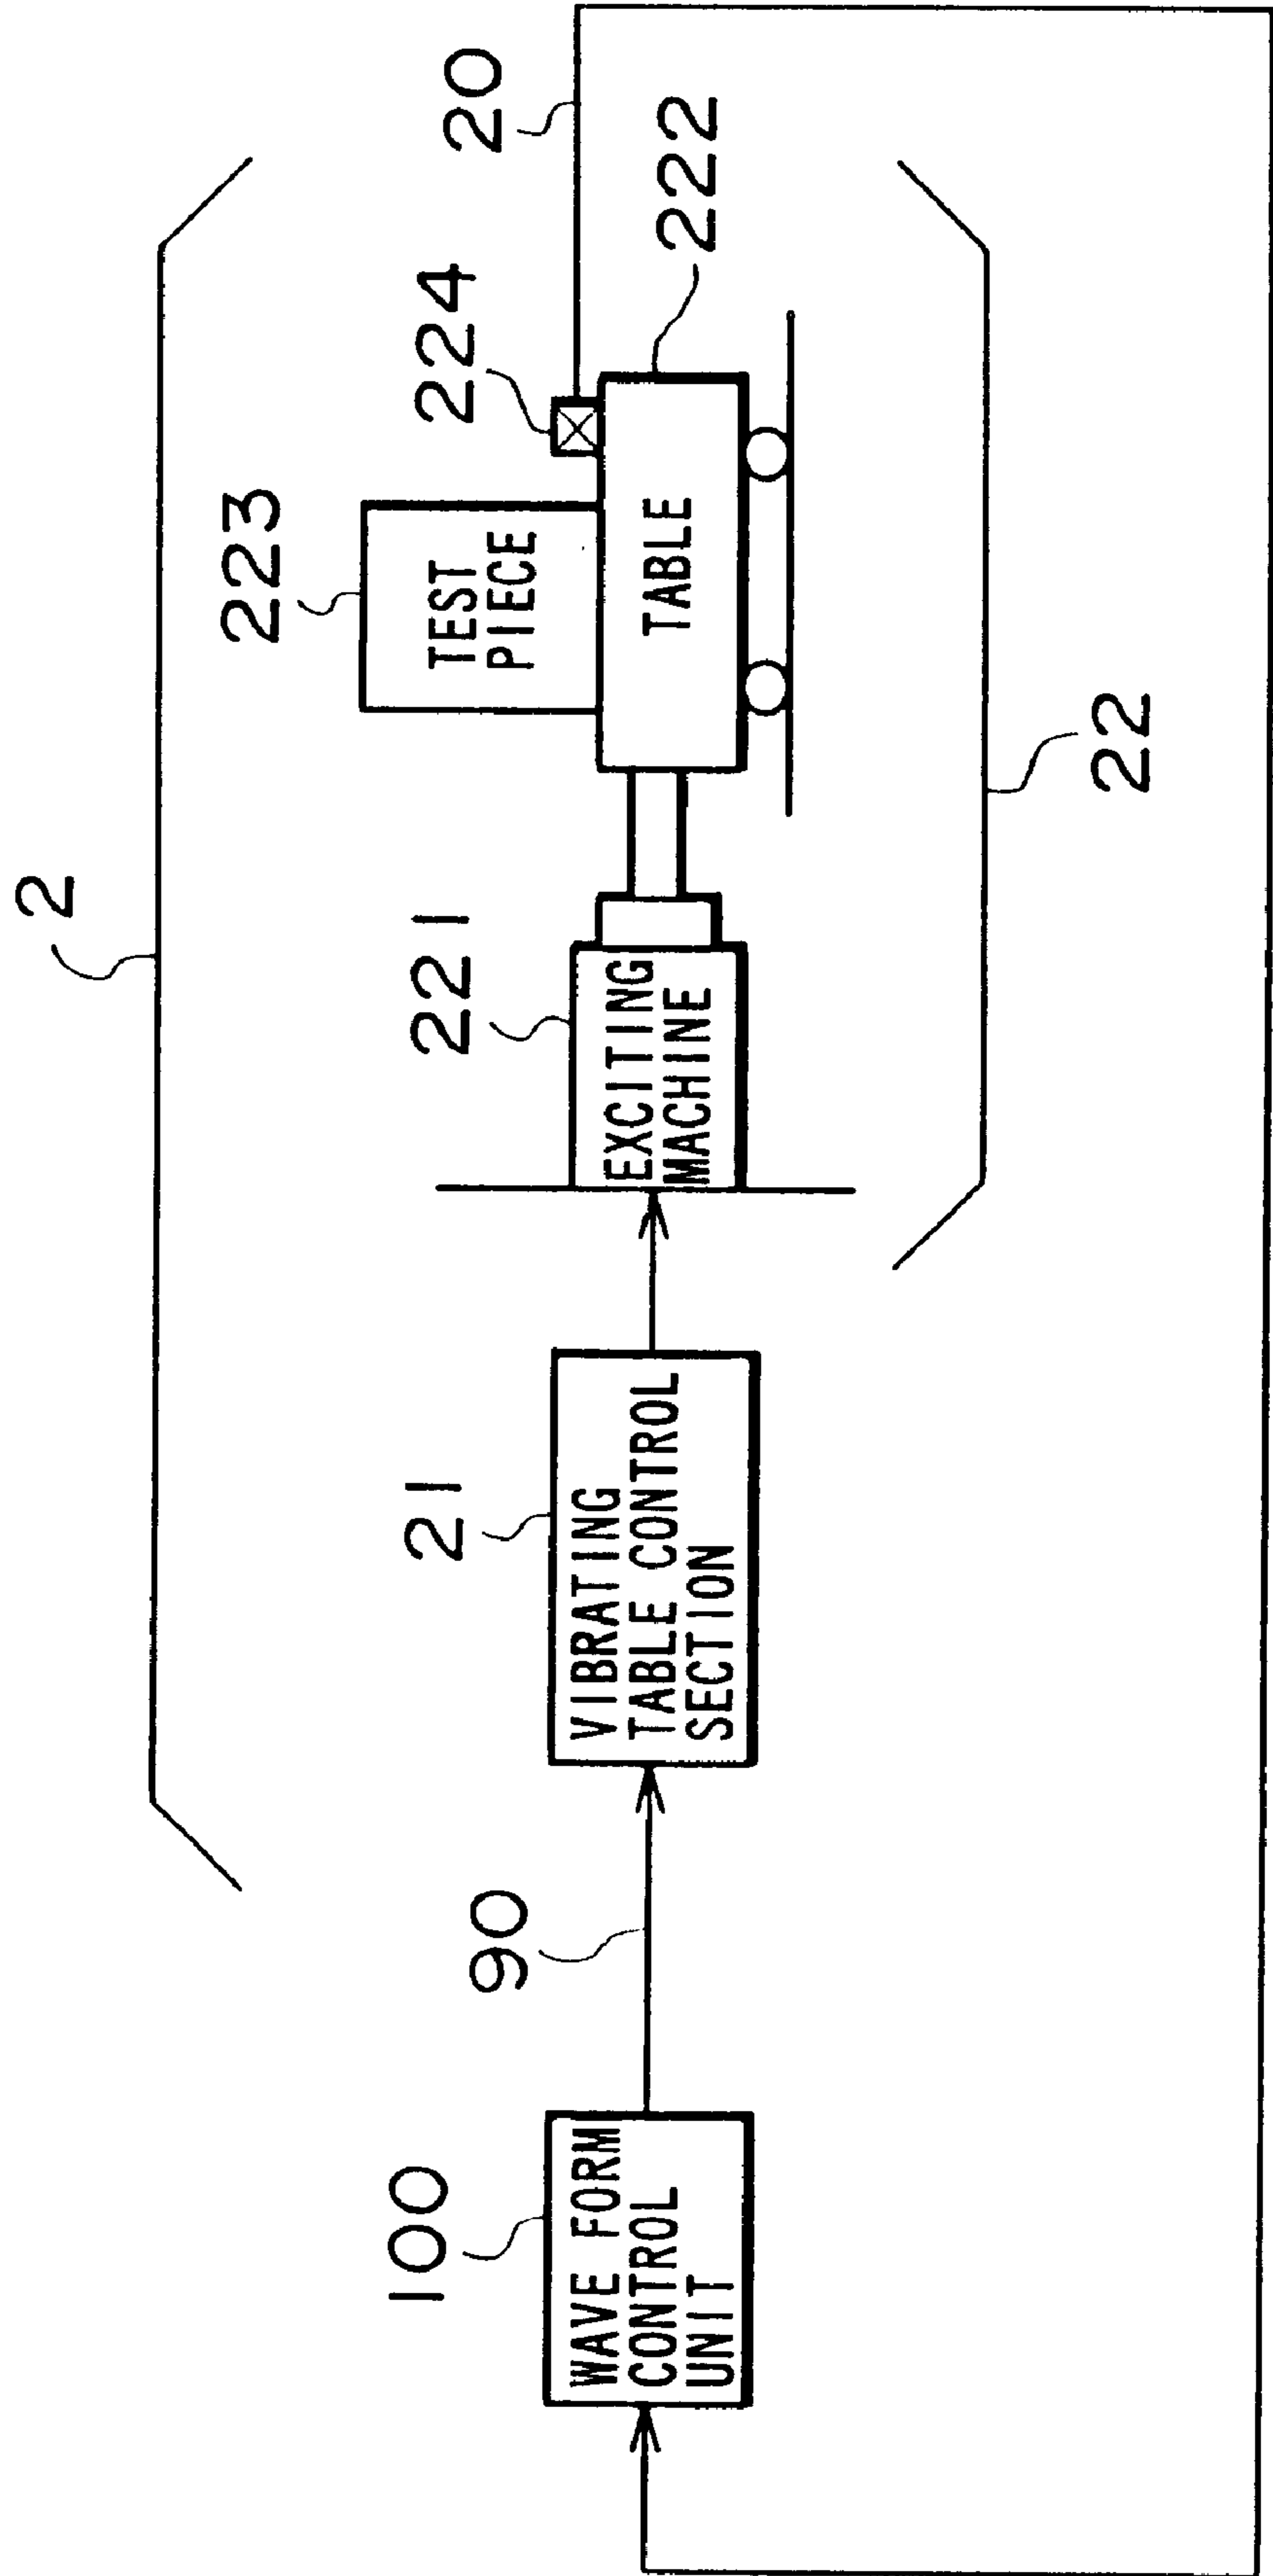 2
20
224
222
223
TEST
PIECE
TABLE
221
EXCITING
MACHINE
22
21
VIBRATING
TABLE CONTROL
SECTION
90
100
WAVE FORM
CONTROL
UNIT